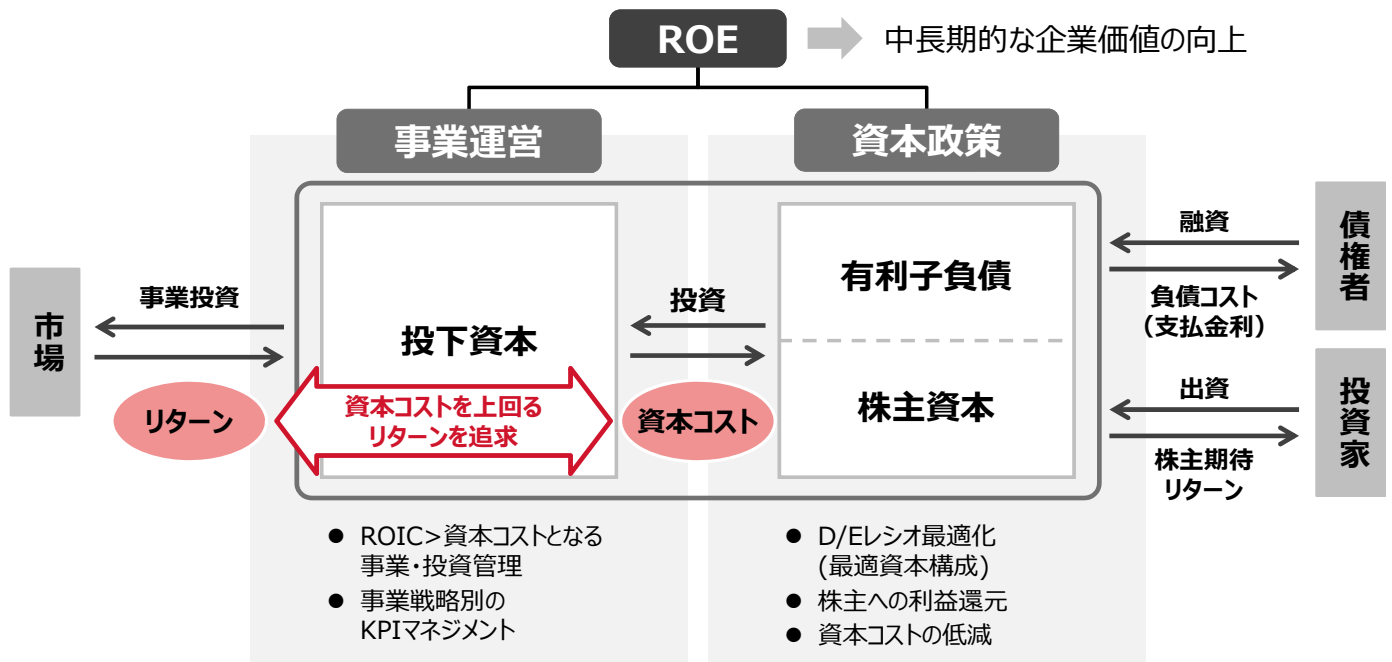 ROE
中長期的な企業価値の向上
事業運営
資本政策
市場
事業投資
リターン
投下資本
資本コストを上回る
リターンを追求
投資
資本コスト
有利子負債
株主資本
融資
負債コスト
（支払金利）
債権者
出資
株主期待
リターン
投資家
● ROIC>資本コストとなる
事業・投資管理
● 事業戦略別の
KPIマネジメント
● D/Eレシオ最適化
(最適資本構成)
● 株主への利益還元
● 資本コストの低減